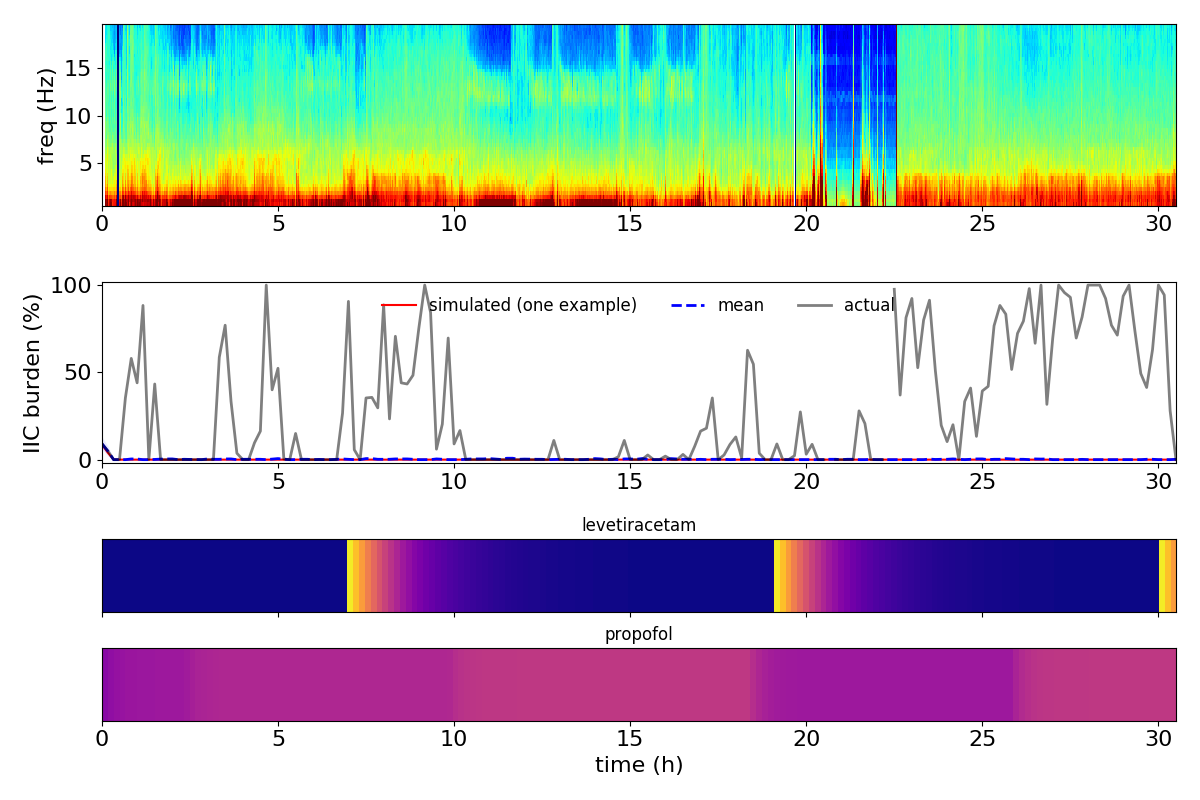 15
10
5
freq (Hz)
0 5 10 15 20 25 30
100
50
0
IIC burden (%)
simulated (one example) mean actual
0 5 10 15 20 25 30
levetiracetam
propofol
0 5 10 15 20 25 30
time (h)